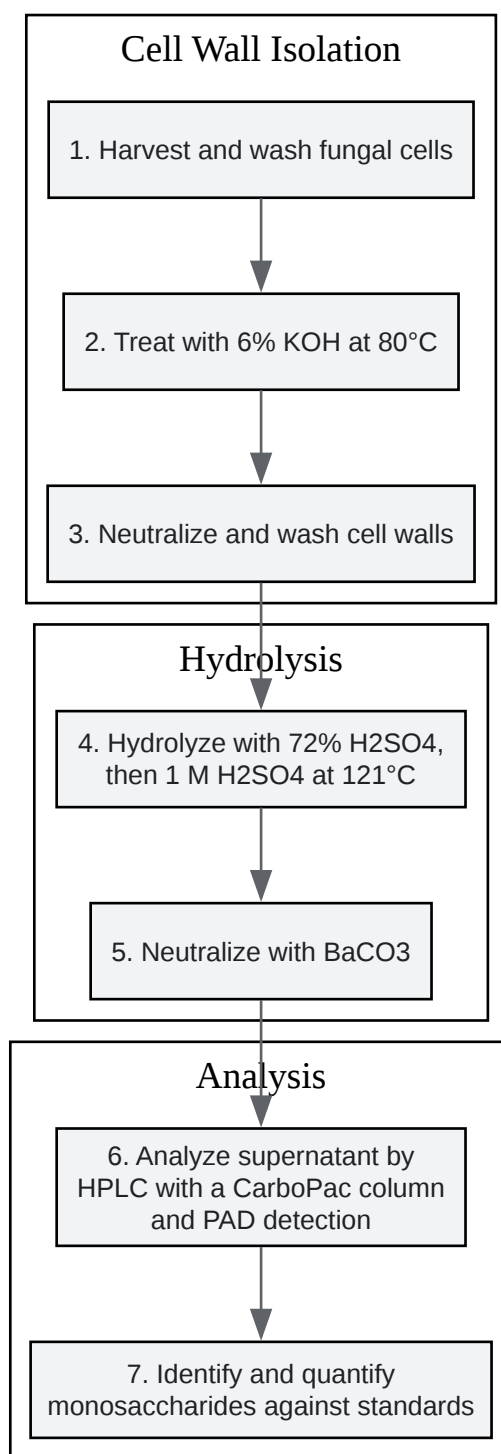 Cell Wall Isolation
1. Harvest and wash fungal cells
2. Treat with 6% KOH at 80°C
3. Neutralize and wash cell walls
Hydrolysis
4. Hydrolyze with 72% H2SO4,
then 1 M H2SO4 at 121°C
5. Neutralize with BaCO3
Analysis
6. Analyze supernatant by
HPLC with a CarboPac column
and PAD detection
7. Identify and quantify
monosaccharides against standards